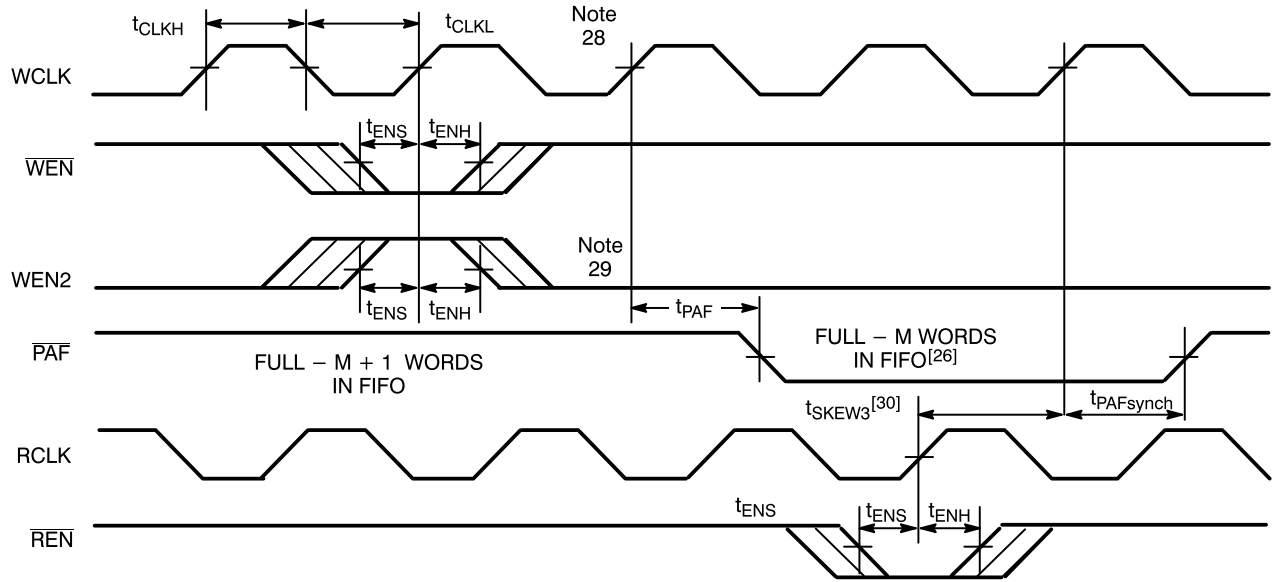 tCLKH
tCLKL
Note
28
WCLK
tENS
tENH
WEN
Note
29
WEN2
tENS
tENH
tPAF
PAF
FULL − M WORDS
IN FIFO[26]
FULL − M + 1 WORDS
IN FIFO
tSKEW3[30]
tPAFsynch
RCLK
tENS
tENS
tENH
REN